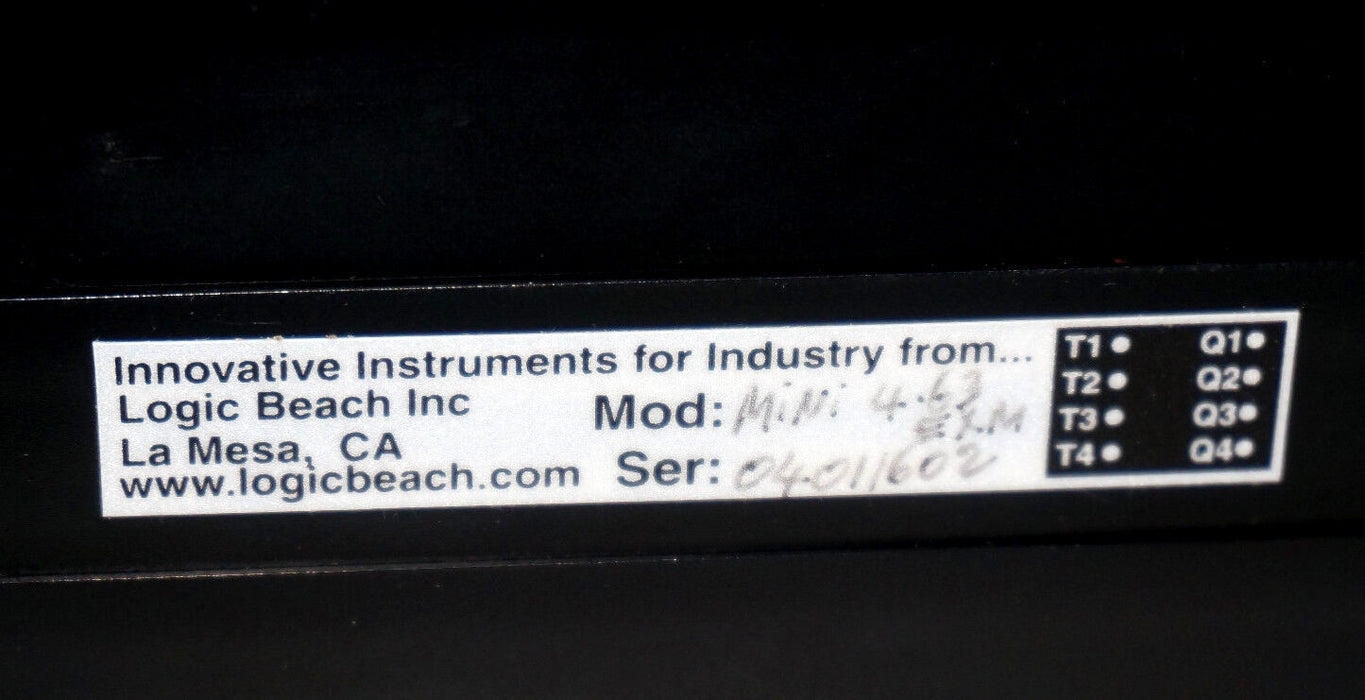 Innovative Instruments for Industry from...
Logic Beach Inc
Mod: MiNi 4.63
EX.M
La Mesa, CA
www.logicbeach.com
Ser: 04011602
T1 Q1
T2 Q2
T3 Q3
T4 Q4